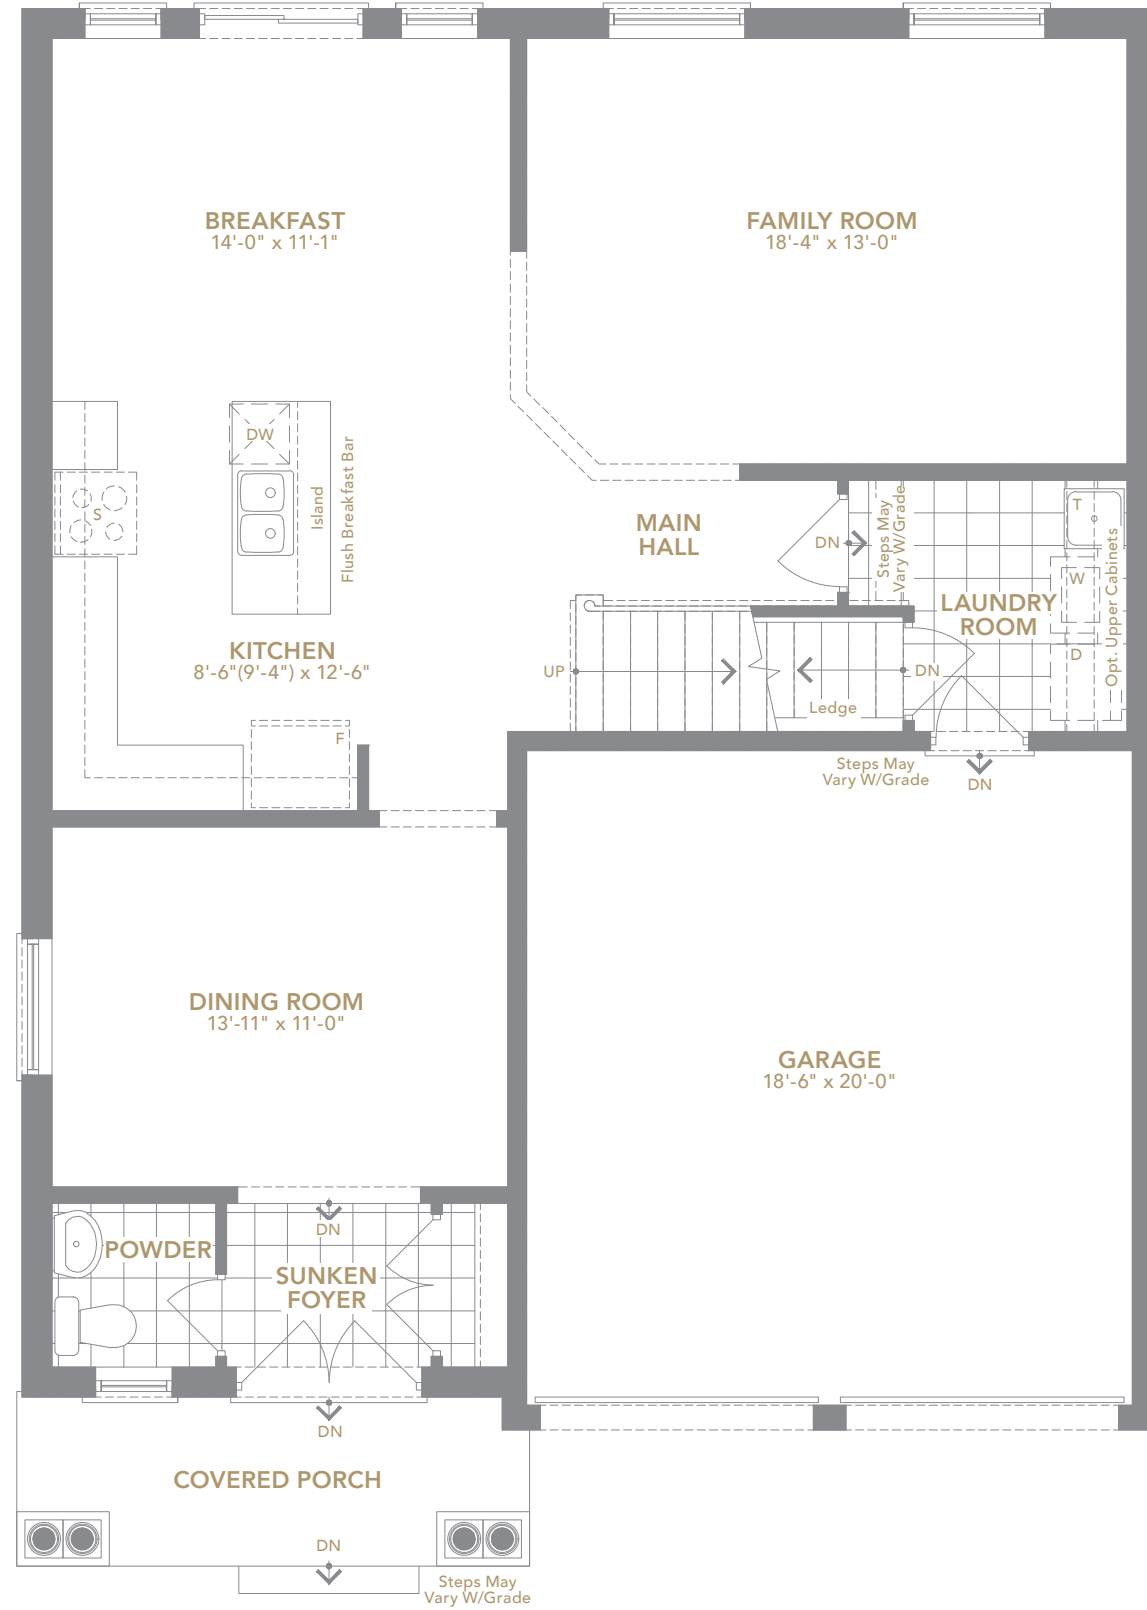 BREAKFAST
14'-0" x 11'-1"
FAMILY ROOM
18'-4" x 13'-0"
DW
Island
Flush Breakfast Bar
S
MAIN
HALL
DN
Steps May
Vary W/Grade
T
W
D
Opt. Upper Cabinets
LAUNDRY
ROOM
KITCHEN
8'-6"(9'-4") x 12'-6"
F
UP
DN
Ledge
Steps May
Vary W/Grade
DN
DINING ROOM
13'-11" x 11'-0"
GARAGE
18'-6" x 20'-0"
DN
POWDER
SUNKEN
FOYER
DN
COVERED PORCH
DN
Steps May
Vary W/Grade